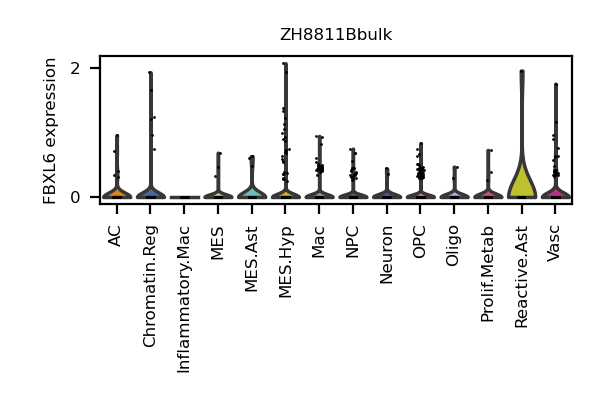 ZH8811Bbulk
FBXL6 expression
2
0
AC
Chromatin.Reg
Inflammatory.Mac
MES
MES.Ast
MES.Hyp
Mac
NPC
Neuron
OPC
Oligo
Prolif.Metab
Reactive.Ast
Vasc